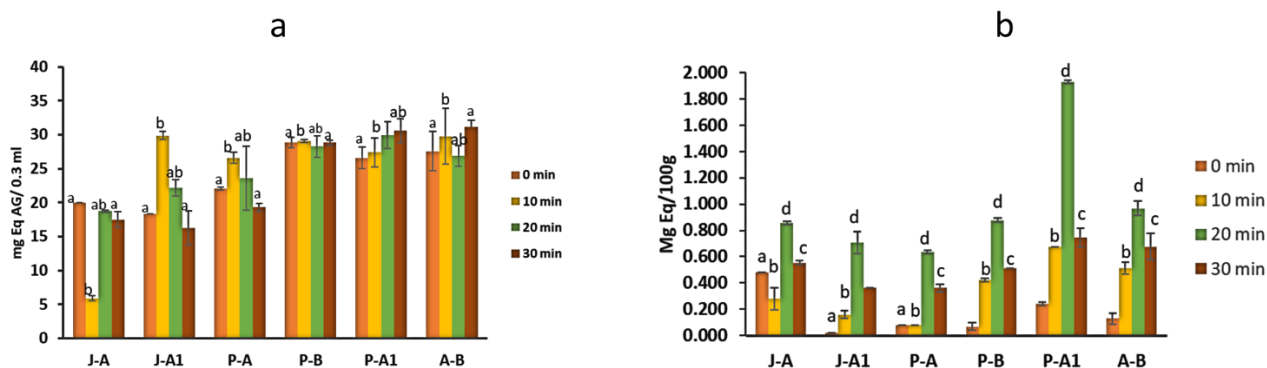 a
mg Eq AG/ 0.3 ml
40
35
30
25
20
15
10
5
0
a b ab a
a b ab a
a b ab a
a b ab a
a b ab
a b ab a
J-A J-A1 P-A P-B P-A1 A-B
0 min
10 min
20 min
30 min
b
Mg Eq/100g
2.000
1.800
1.600
1.400
1.200
1.000
0.800
0.600
0.400
0.200
0.000
a b d c
a b d c
a b d c
b d c
b d c
b d c
J-A J-A1 P-A P-B P-A1 A-B
0 min
10 min
20 min
30 min